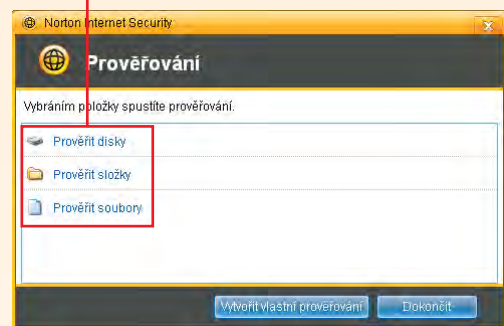 Norton Internet Security
Prověřování
Vybráním položky spustíte prověřování.
Prověřit disky
Prověřit složky
Prověřit soubory
Vytvořit vlastní prověřování Dokončit